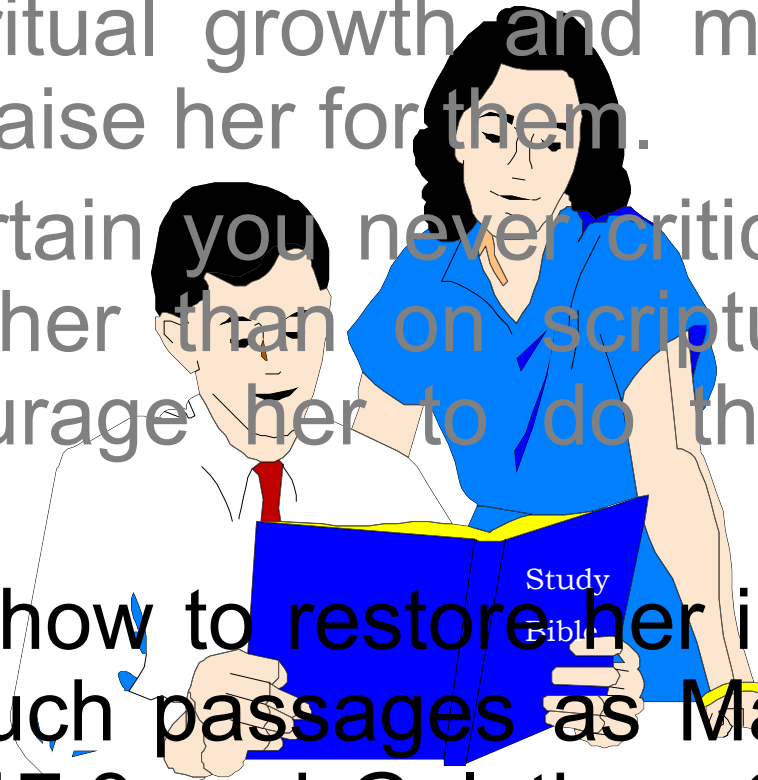 ritual growth and m
aise her for them.
rtain you never critic
her than on scriptu
urage her to do th
Study
Bible
how to restore her i
uch passages as Ma